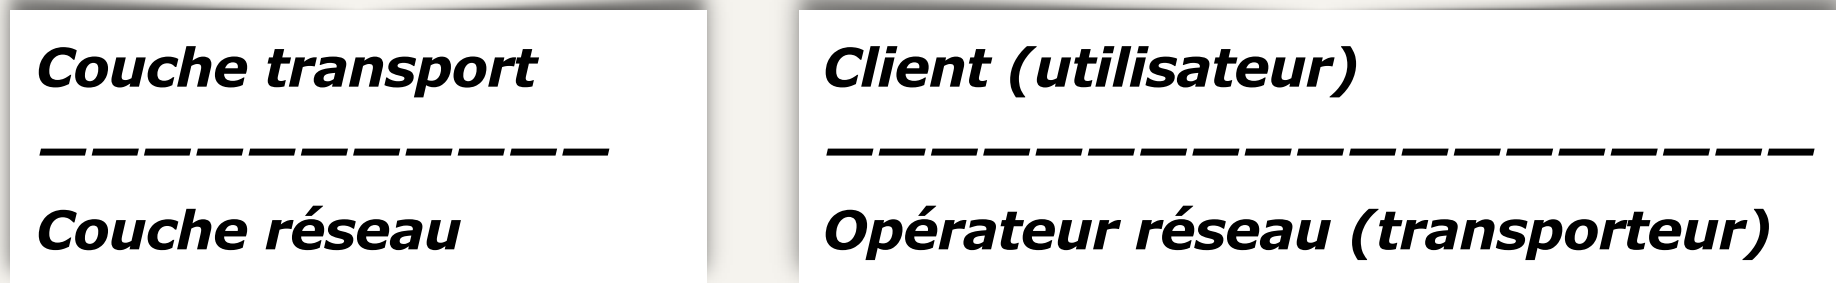 Couche transport
———————————
Couche réseau
Client (utilisateur)
———————————————————
Opérateur réseau (transporteur)